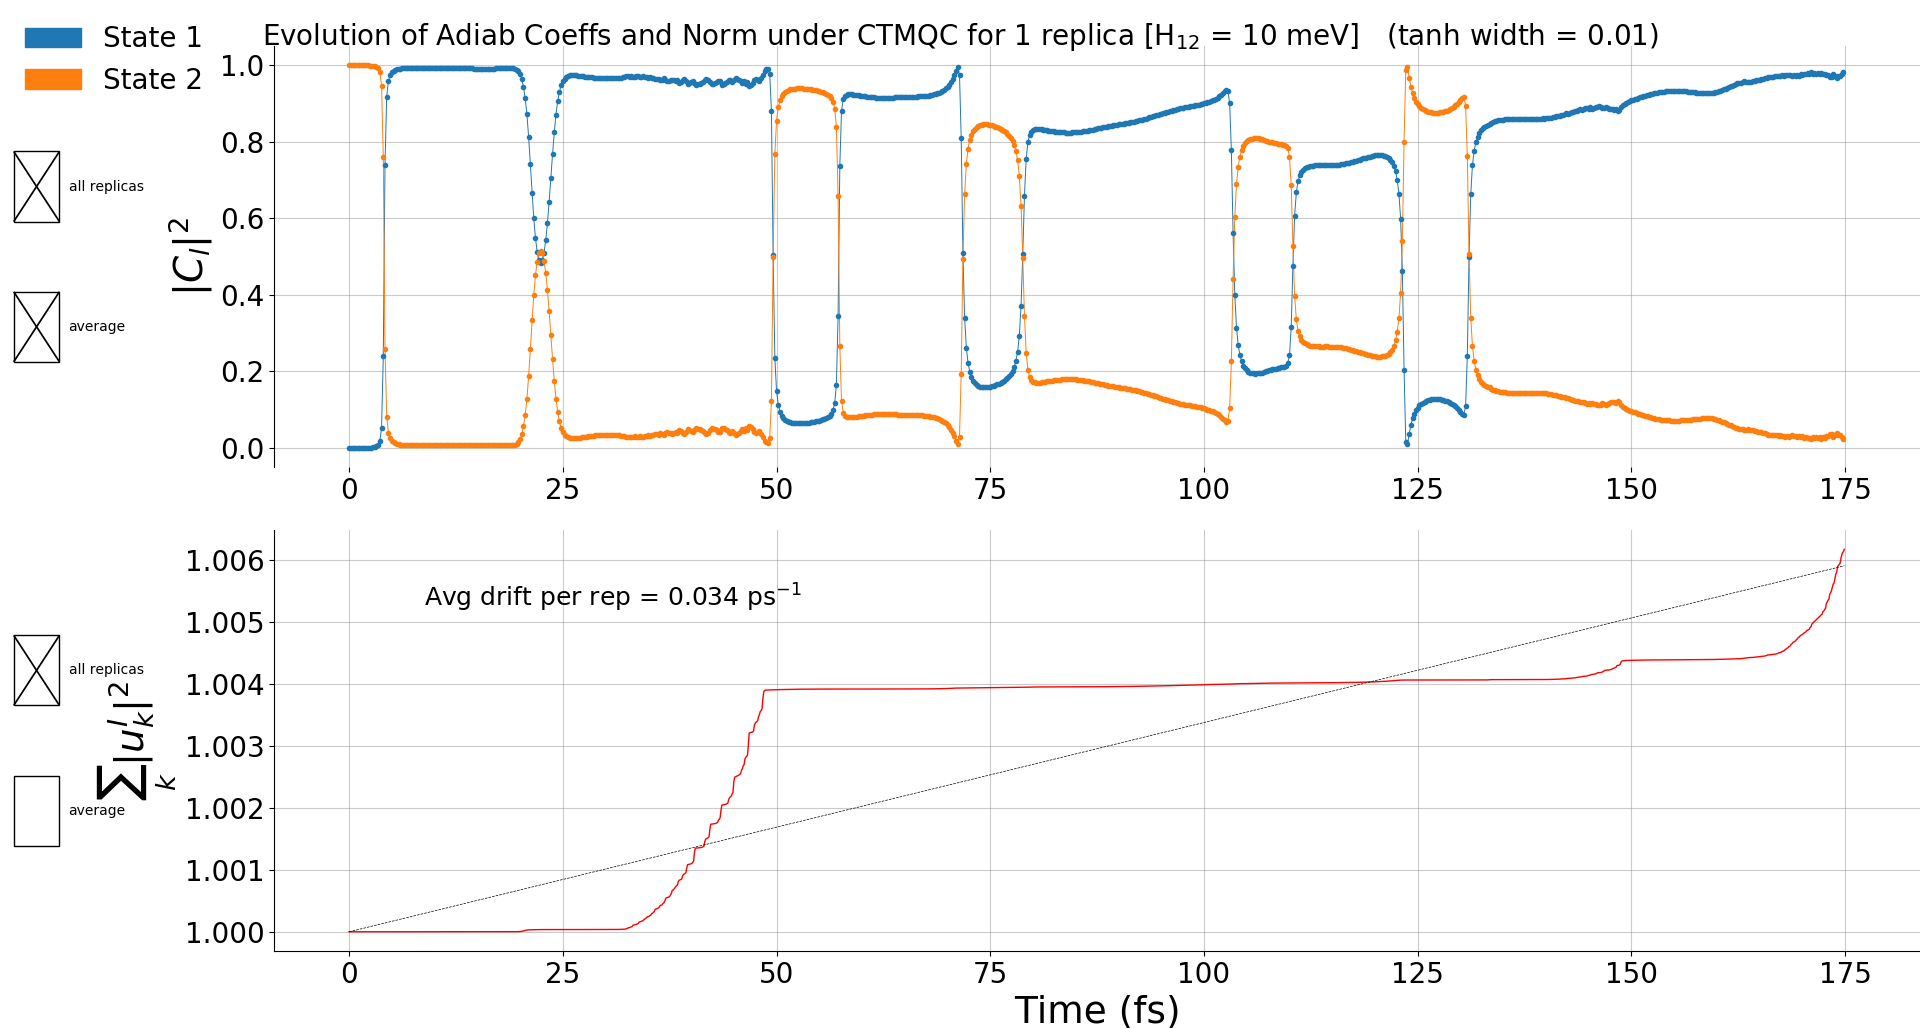 Evolution of Adiab Coeffs and Norm under CTMQC for 1 replica [H₁₂ = 10 meV] (tanh width = 0.01)
State 1
State 2
all replicas
average
|C_l|²
1.0
0.8
0.6
0.4
0.2
0.0
0 25 50 75 100 125 150 175
all replicas
average
∑_k |u_k^l|²
1.006
1.005
1.004
1.003
1.002
1.001
1.000
Avg drift per rep = 0.034 ps⁻¹
0 25 50 75 100 125 150 175
Time (fs)